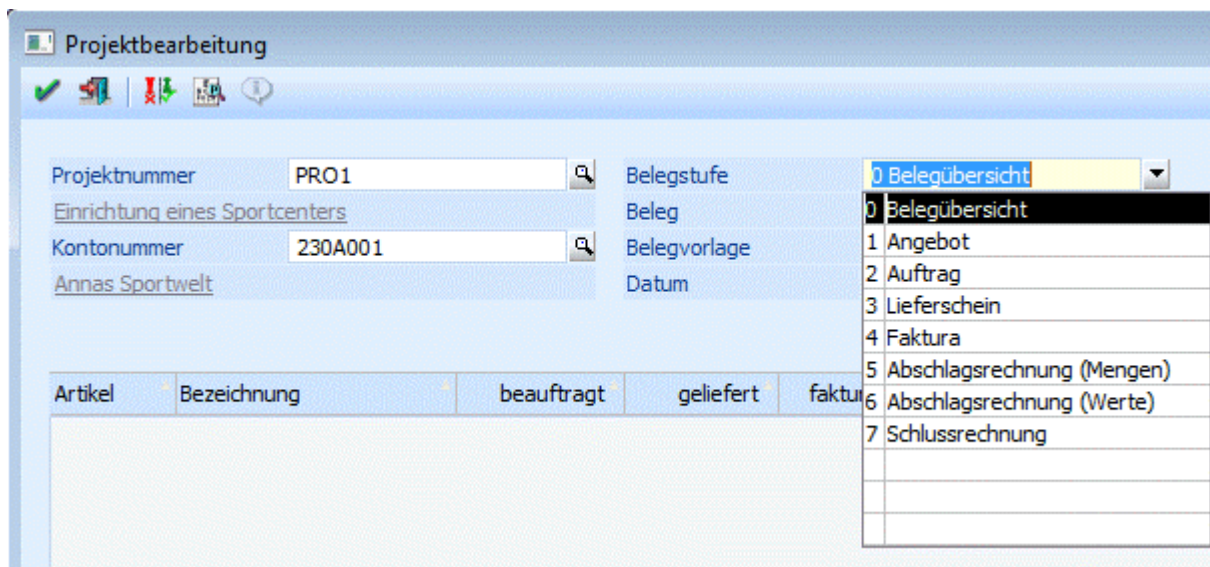 Projektbearbeitung
Projektnummer PRO1 Belegstufe 0 Belegübersicht
Einrichtung eines Sportcenters Beleg 0 Belegübersicht
Kontonummer 230A001 Belegvorlage 1 Angebot
Annas Sportwelt Datum 2 Auftrag
3 Lieferschein
4 Faktura
5 Abschlagsrechnung (Mengen)
Artikel Bezeichnung beauftragt geliefert 6 Abschlagsrechnung (Werte)
7 Schlussrechnung